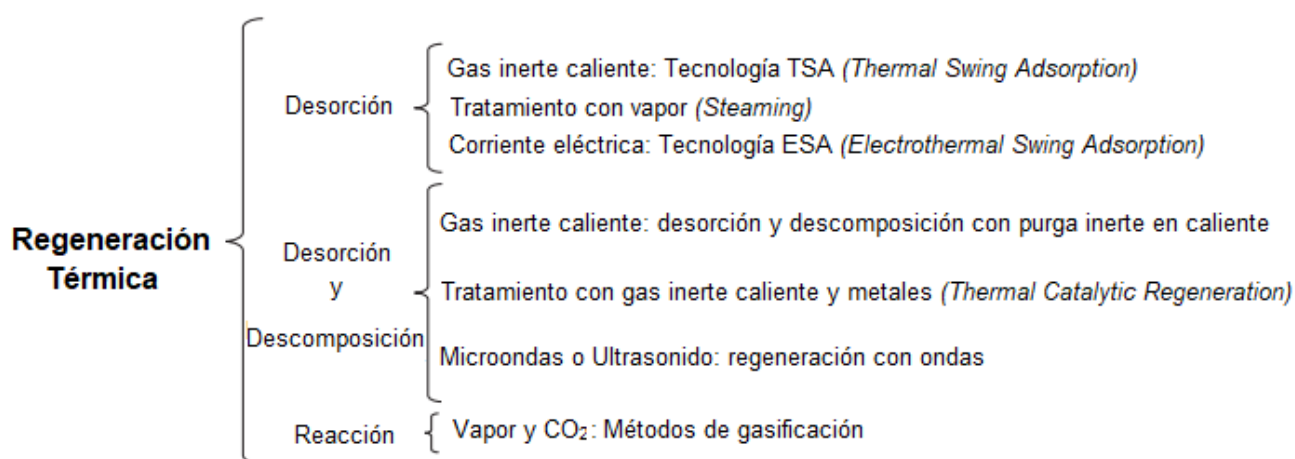 Regeneración
Térmica
Desorción
Gas inerte caliente: Tecnología TSA (Thermal Swing Adsorption)
Tratamiento con vapor (Steaming)
Corriente eléctrica: Tecnología ESA (Electrothermal Swing Adsorption)
Desorción
y
Descomposición
Gas inerte caliente: desorción y descomposición con purga inerte en caliente
Tratamiento con gas inerte caliente y metales (Thermal Catalytic Regeneration)
Microondas o Ultrasonido: regeneración con ondas
Reacción
Vapor y CO₂: Métodos de gasificación